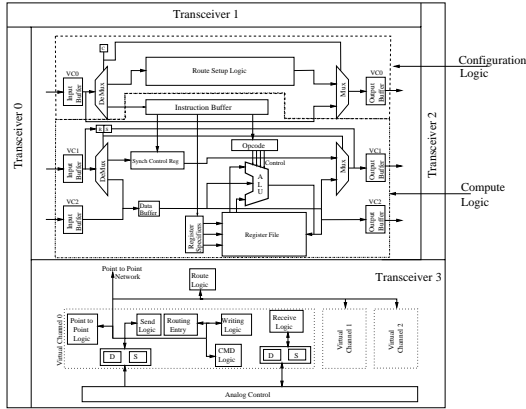 Transceiver 1
Transceiver 0
Transceiver 2
C
Route Setup Logic
VC0
Input
Buffer
DeMux
Mux
VC0
Output
Buffer
Configuration
Logic
Instruction Buffer
R S
Opcode
VC1
Input
Buffer
DeMux
Synch Control Reg
Control
A
L
U
Mux
VC1
Output
Buffer
Compute
Logic
VC2
Input
Buffer
Data
Buffer
Register
Specifiers
Register File
VC2
Output
Buffer
Transceiver 3
Point to Point
Network
Route
Logic
Virtual Channel 0
Point to
Point Logic
Send
Logic
Routing
Entry
Writing
Logic
Receive
Logic
CMD
Logic
D S
D S
Virtual
Channel 1
Virtual
Channel 2
Analog Control